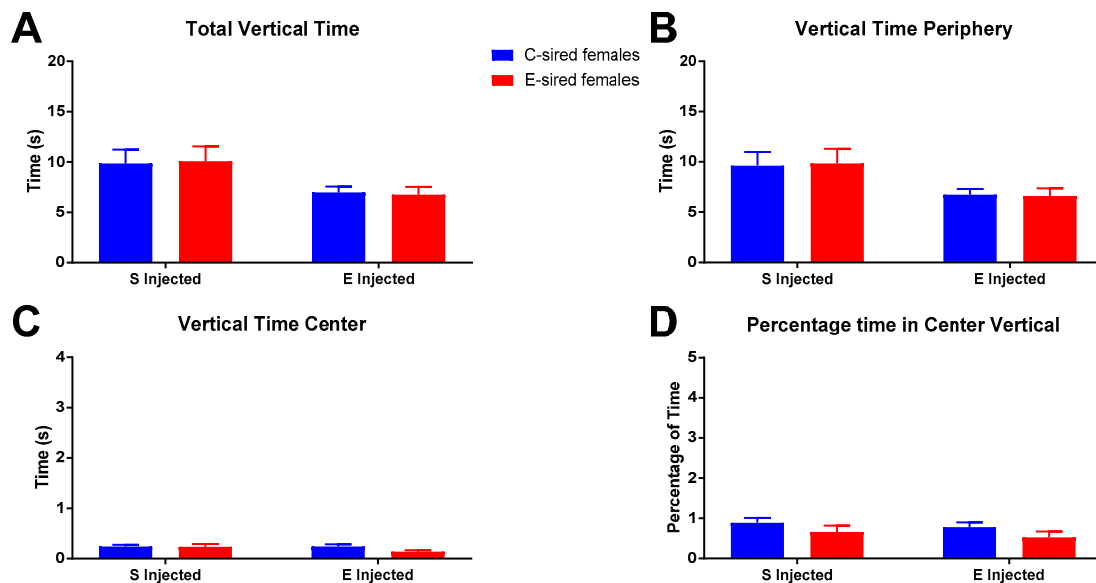 A
Total Vertical Time
C-sired females
E-sired females
Time (s)
20
15
10
5
0
S Injected
E Injected
B
Vertical Time Periphery
Time (s)
20
15
10
5
0
S Injected
E Injected
C
Vertical Time Center
Time (s)
4
3
2
1
0
S Injected
E Injected
D
Percentage time in Center Vertical
Percentage of Time
5
4
3
2
1
0
S Injected
E Injected